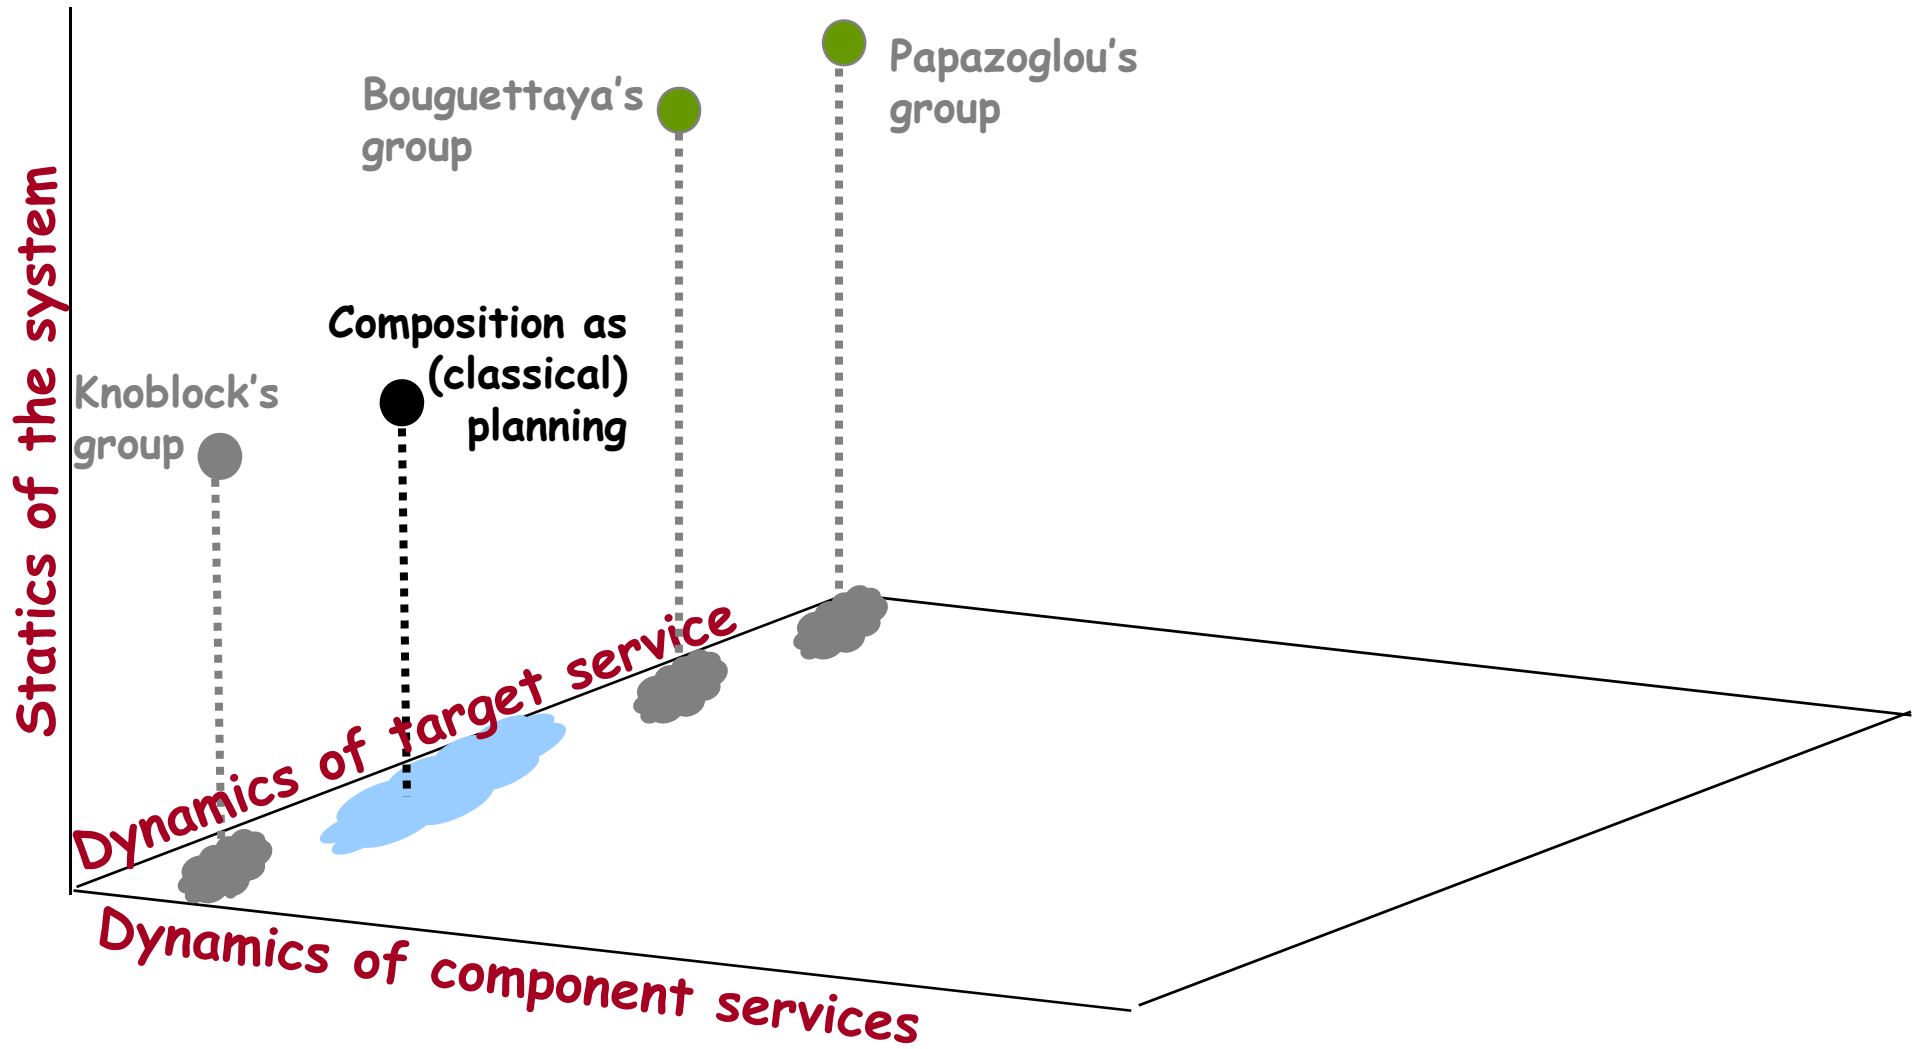 Papazoglou's
group
Bouguettaya's
group
Composition as
(classical)
planning
Knoblock's
group
Statics of the system
Dynamics of target service
Dynamics of component services